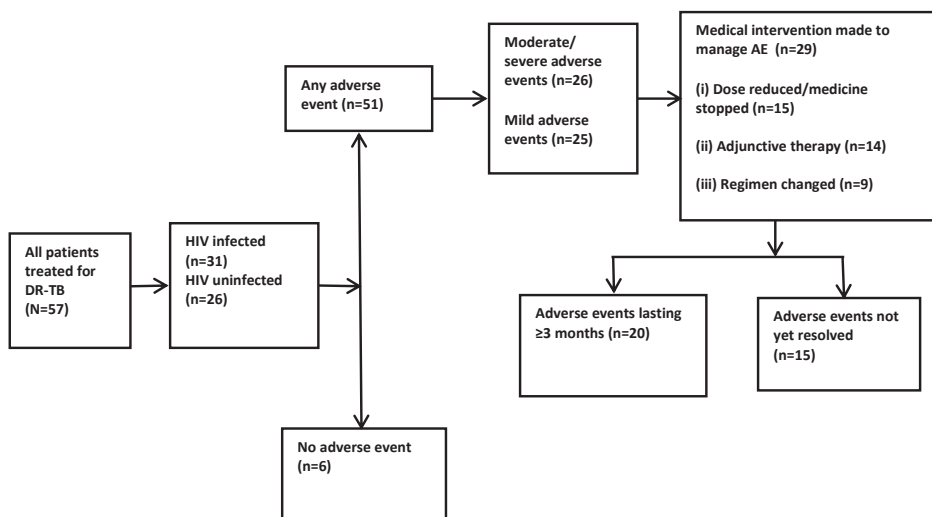 All patients
treated for
DR-TB
(N=57)
HIV infected
(n=31)
HIV uninfected
(n=26)
Any adverse
event (n=51)
No adverse event
(n=6)
Moderate/
severe adverse
events (n=26)
Mild adverse
events (n=25)
Medical intervention made to
manage AE (n=29)
(i) Dose reduced/medicine
stopped (n=15)
(ii) Adjunctive therapy (n=14)
(iii) Regimen changed (n=9)
Adverse events lasting
≥3 months (n=20)
Adverse events not
yet resolved
(n=15)